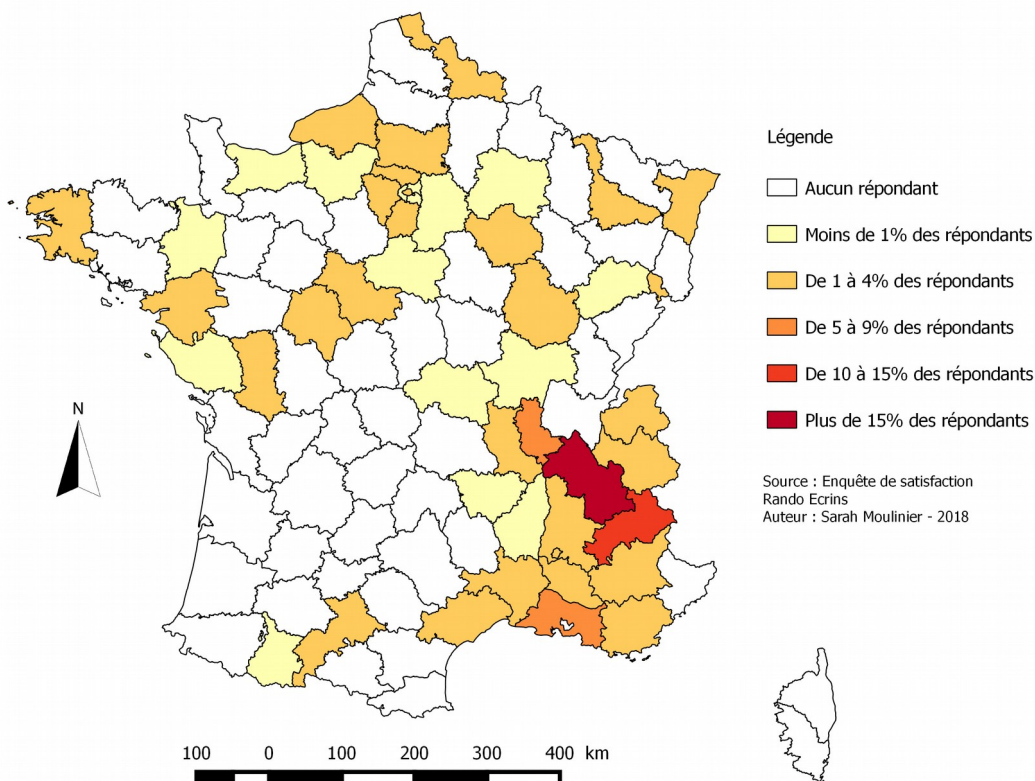 Légende
Aucun répondant
Moins de 1% des répondants
De 1 à 4% des répondants
De 5 à 9% des répondants
De 10 à 15% des répondants
Plus de 15% des répondants
N
Source : Enquête de satisfaction
Rando Ecrins
Auteur : Sarah Moulinier - 2018
100 0 100 200 300 400 km